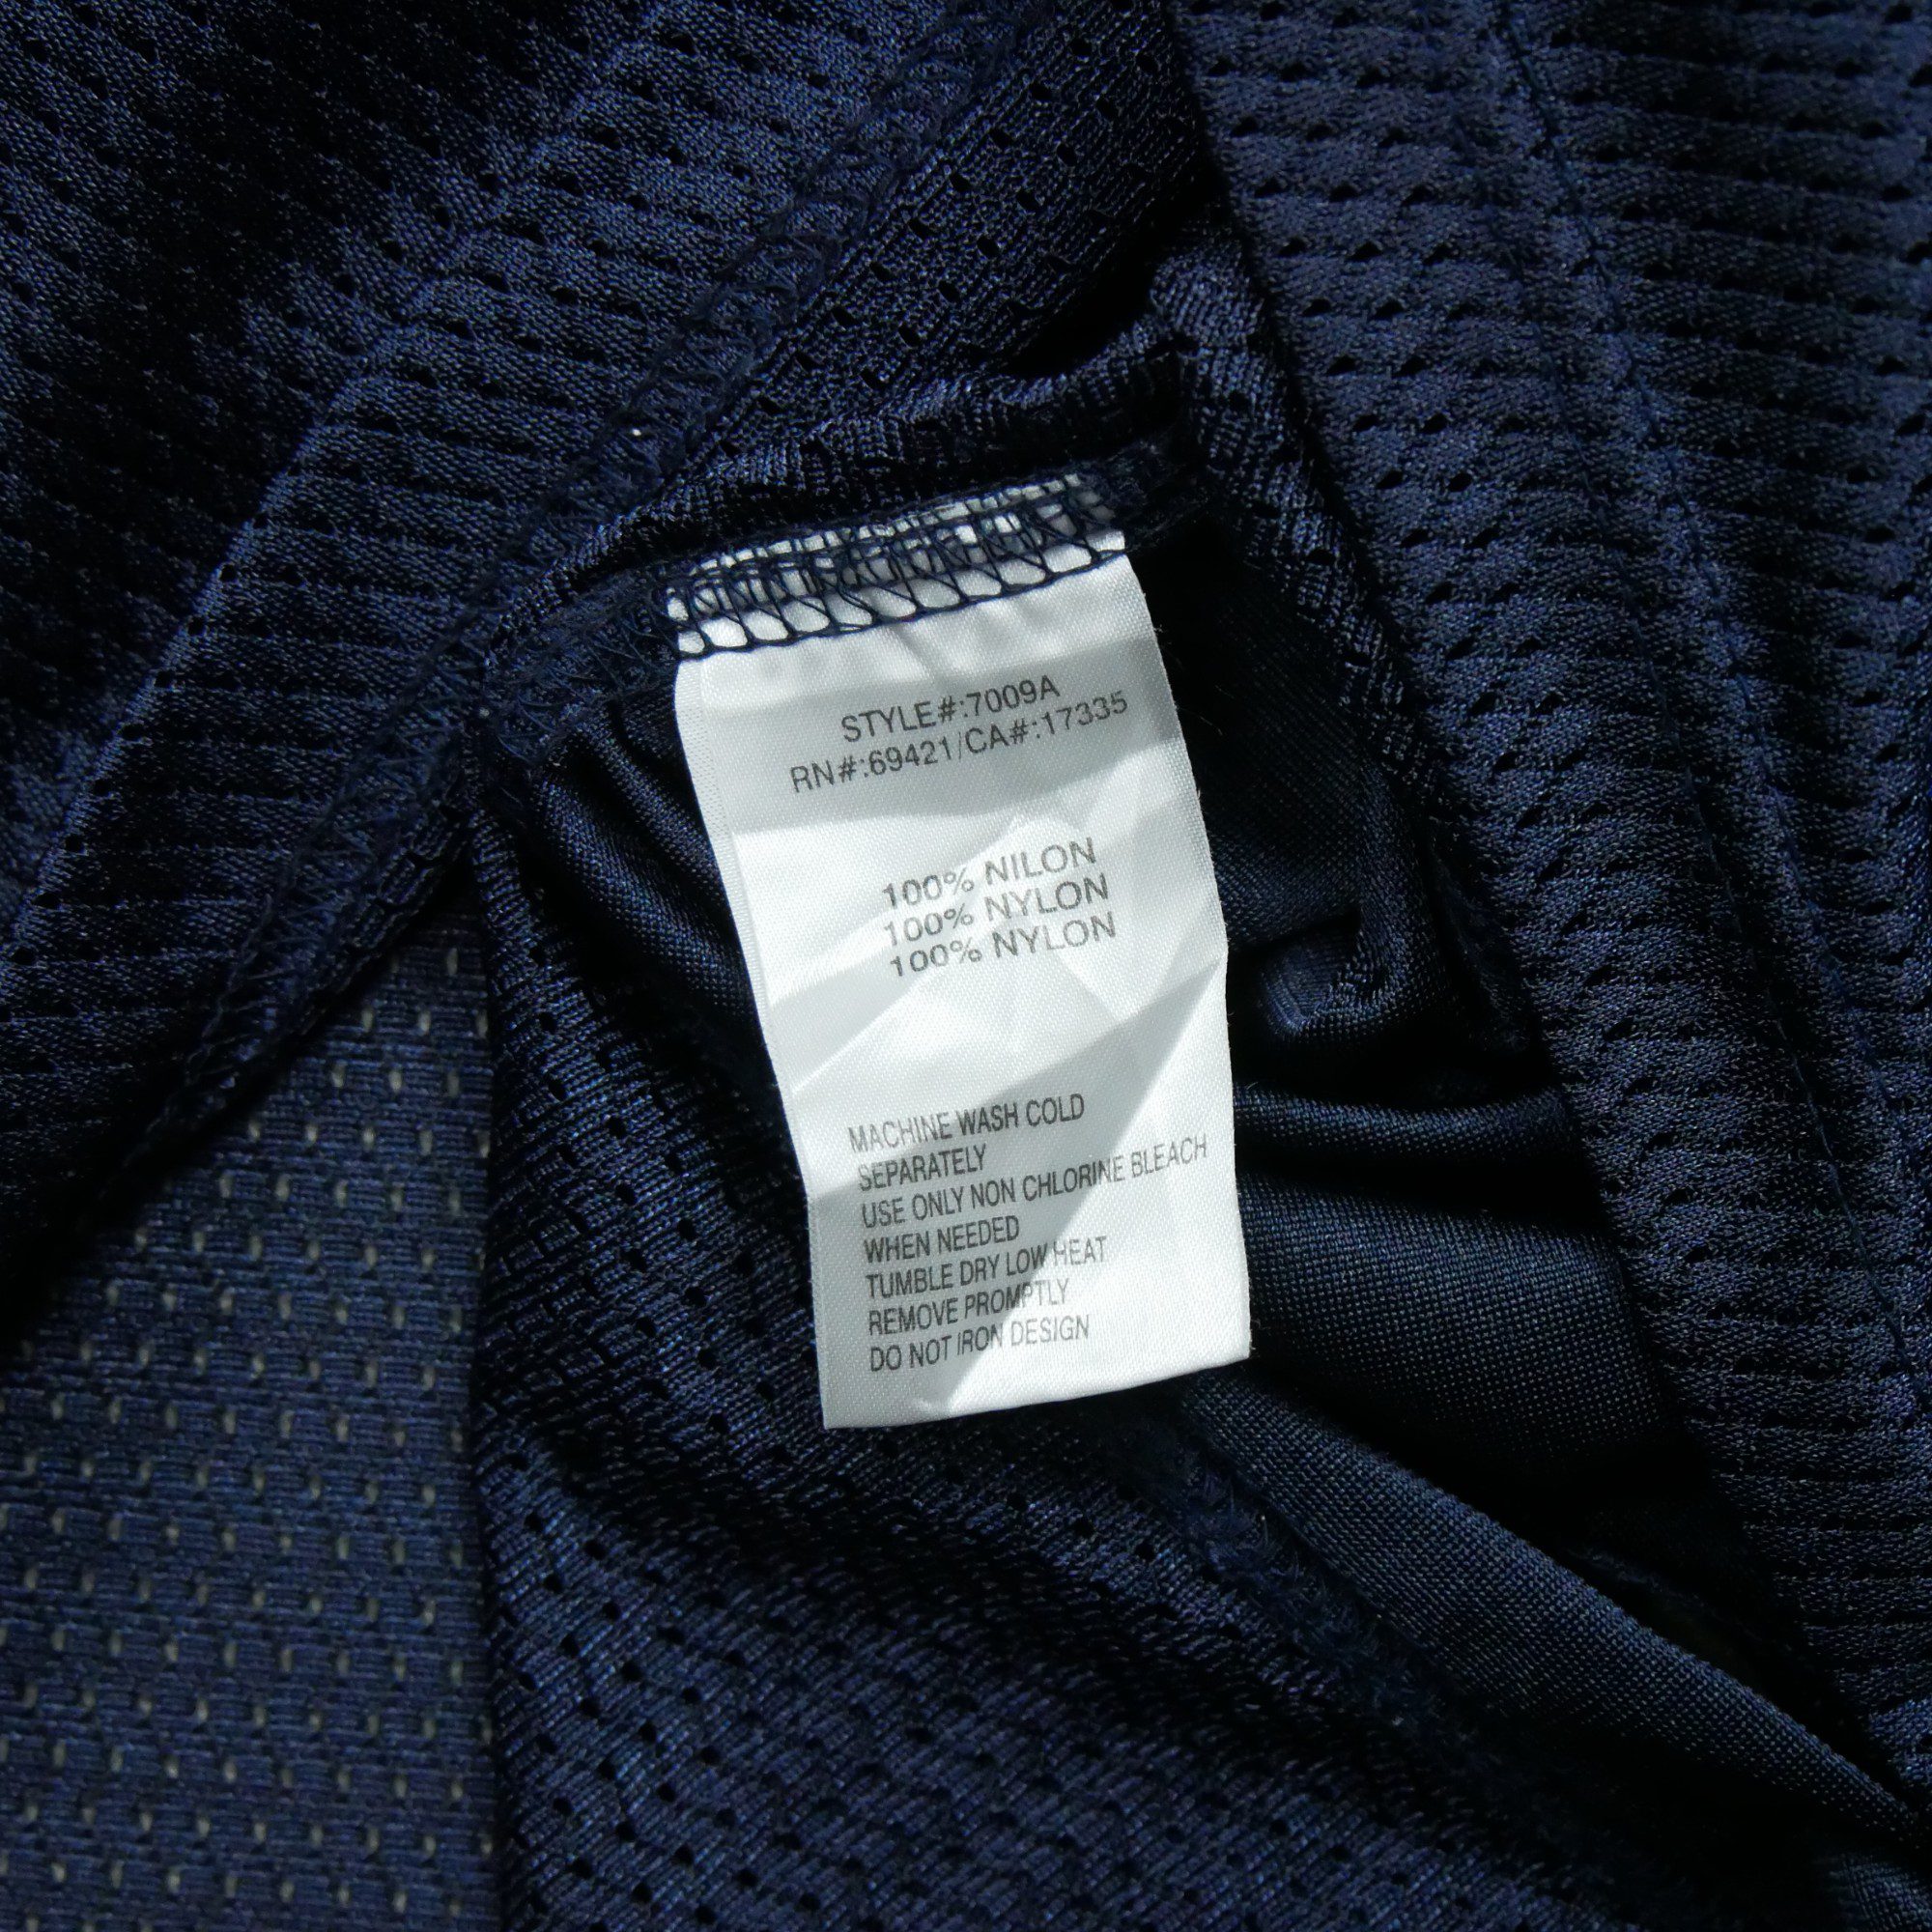 STYLE#:7009A
RN#:69421/CA#:17335
100% NILON
100% NYLON
100% NYLON
MACHINE WASH COLD
SEPARATELY
USE ONLY NON CHLORINE BLEACH
WHEN NEEDED
TUMBLE DRY LOW HEAT
REMOVE PROMPTLY
DO NOT IRON DESIGN